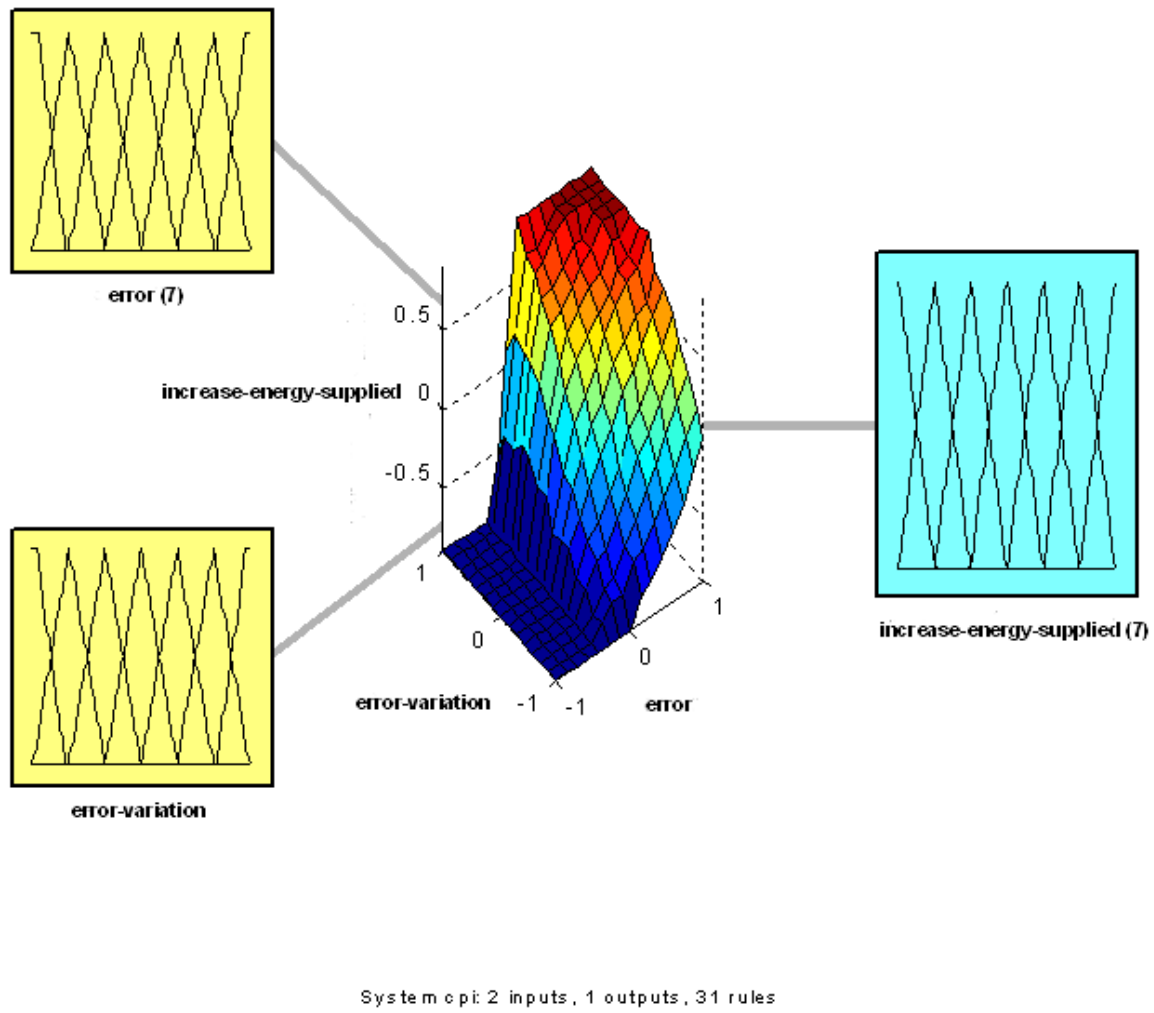 error (7)
0.5
increase-energy-supplied 0
-0.5
1
0
-1
-1
0
1
error-variation
error
increase-energy-supplied (7)
error-variation
System cpi: 2 inputs, 1 outputs, 31 rules